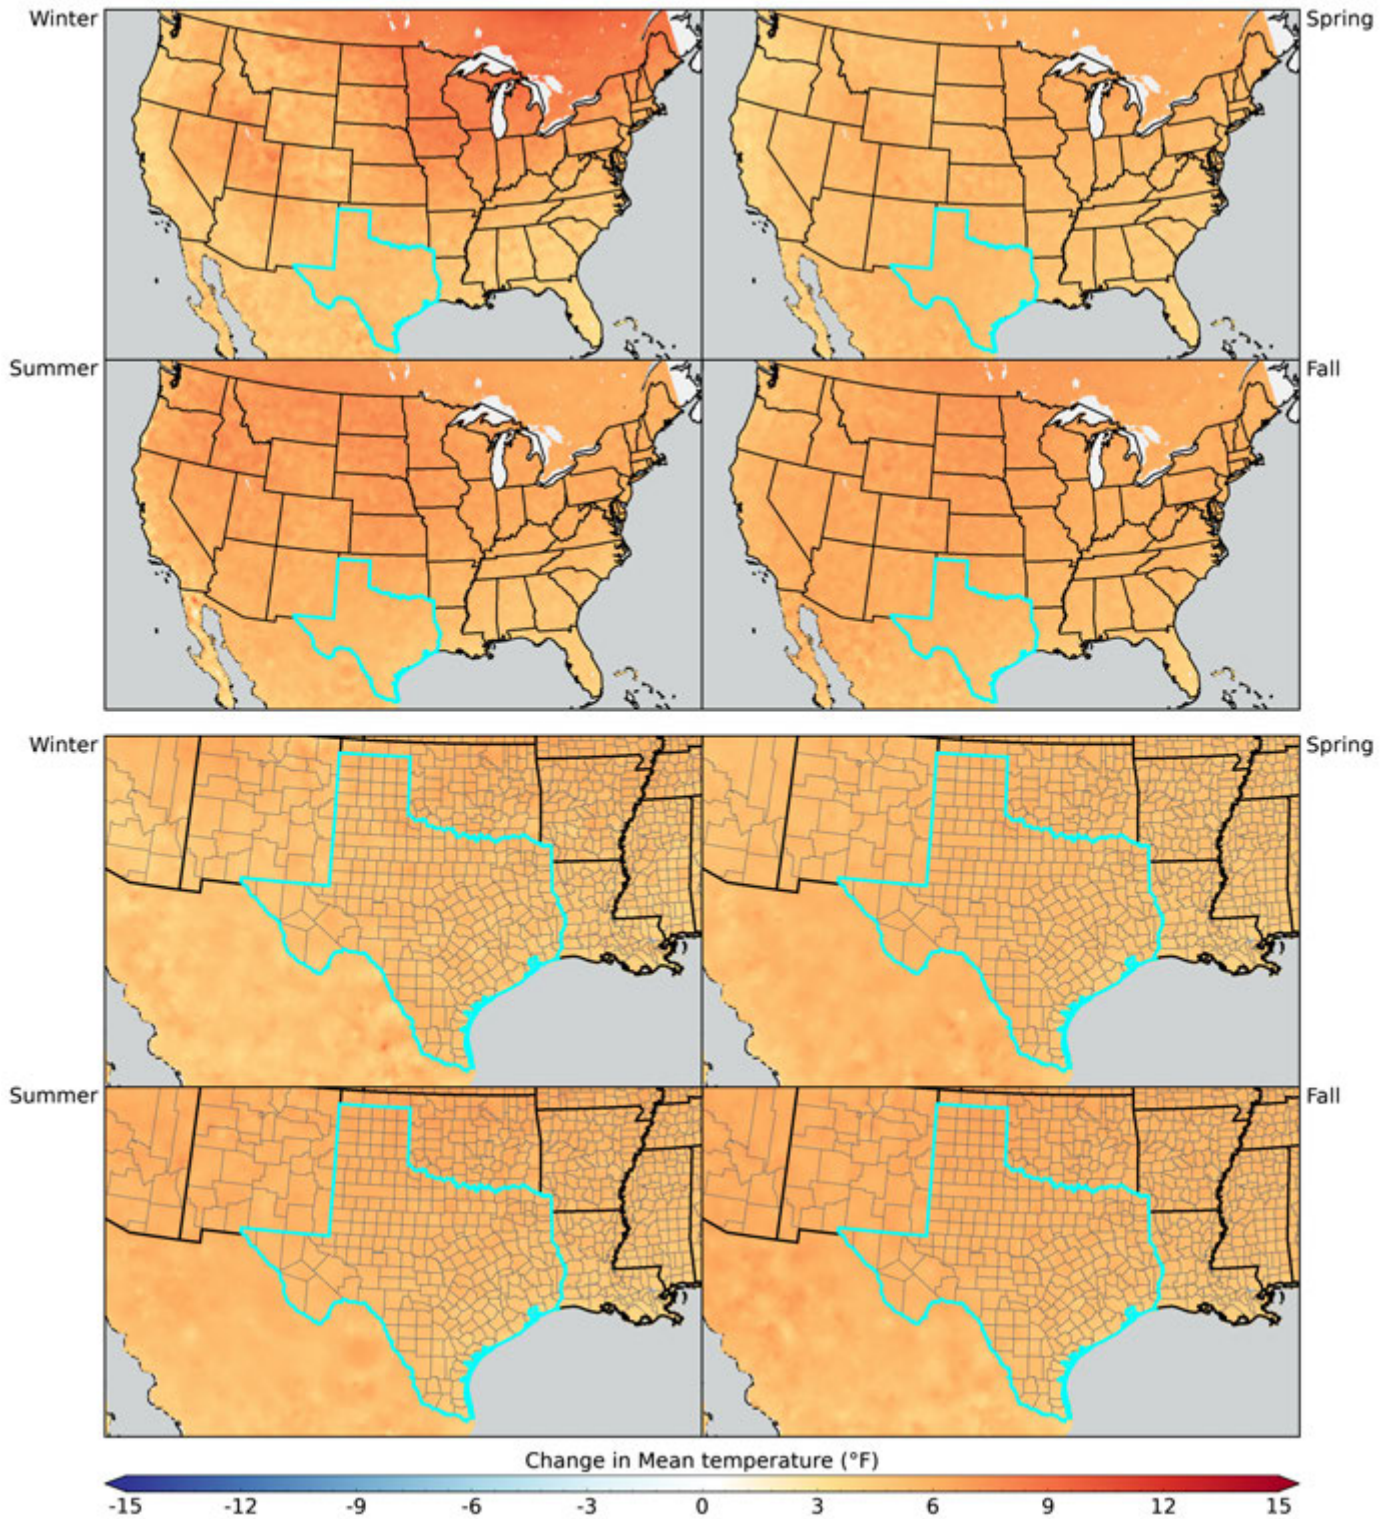 Winter
Spring
Summer
Fall
Winter
Spring
Summer
Fall
Change in Mean temperature (°F)
-15 -12 -9 -6 -3 0 3 6 9 12 15